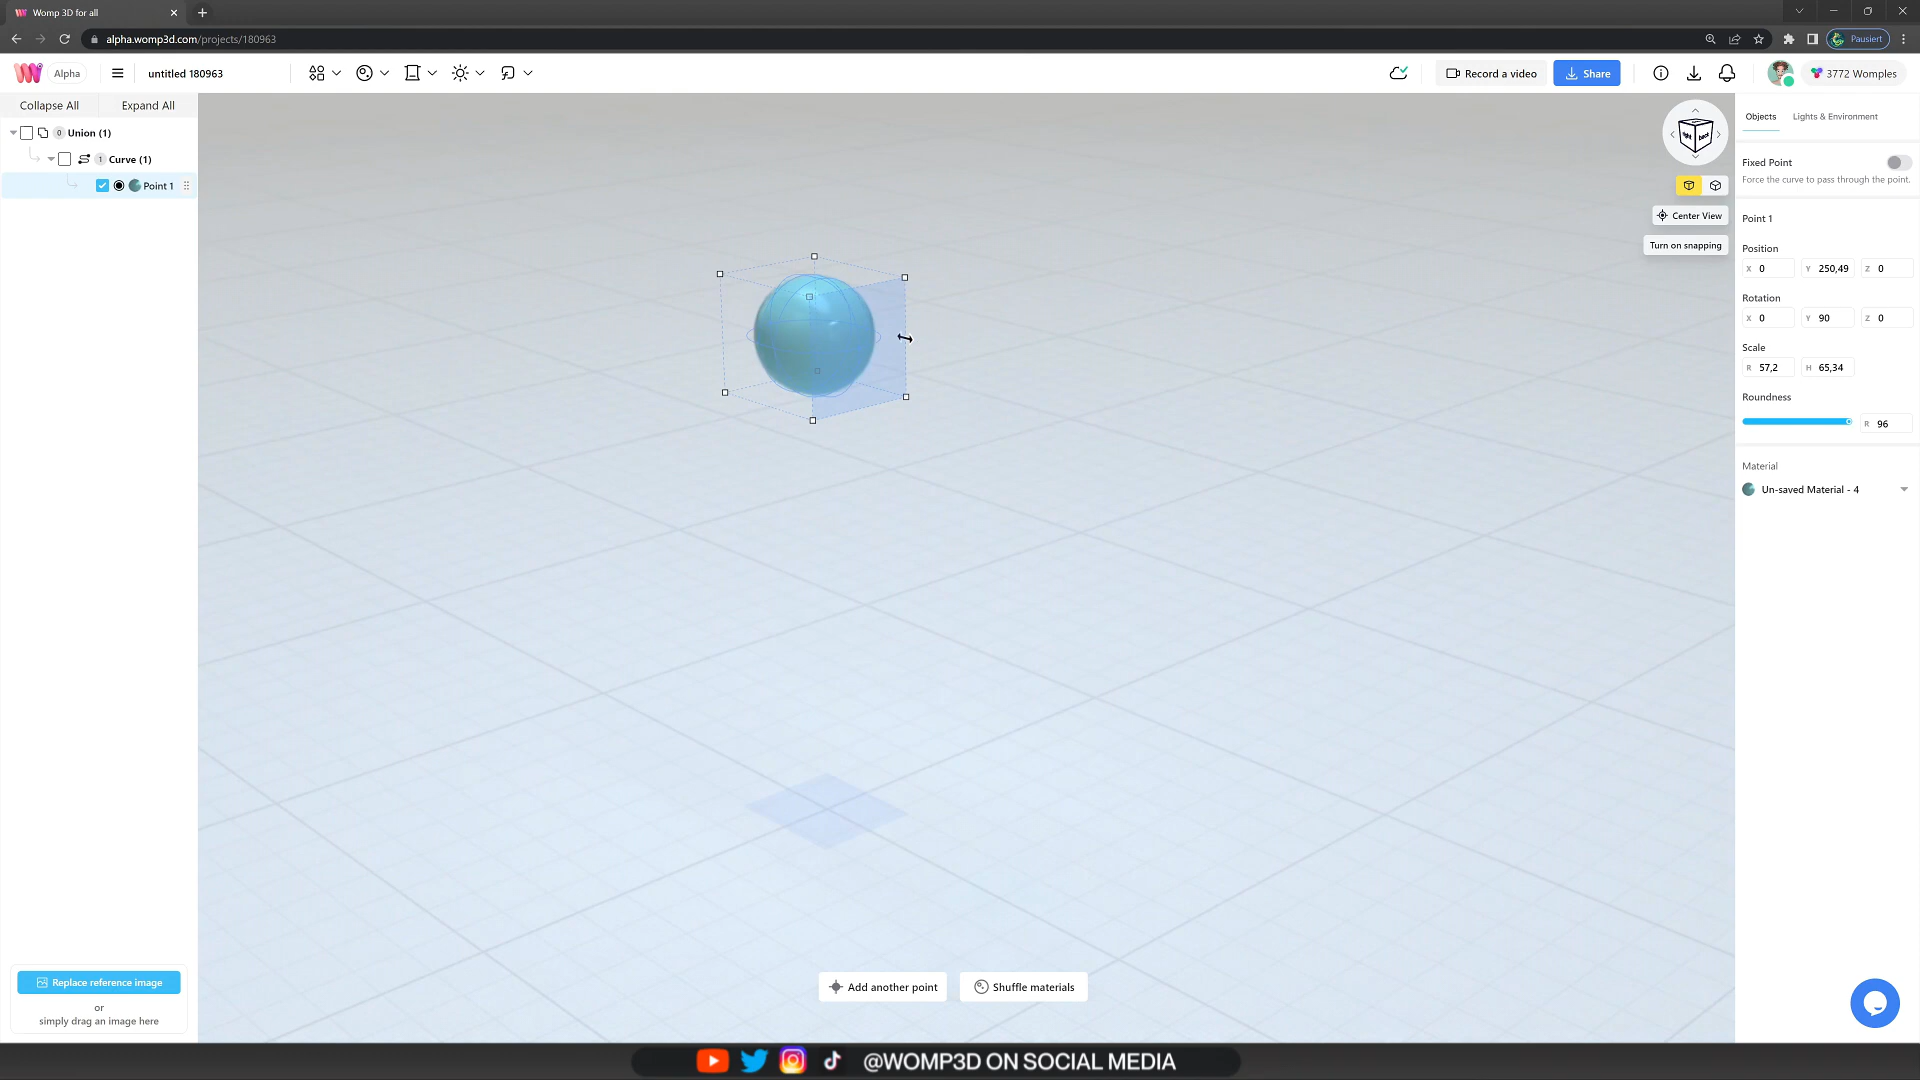 Womp 3D for all
alpha.womp3d.com/projects/180963
Pausiert
Alpha
untitled 180963
Record a video
Share
3772 Womples
Collapse All
Expand All
0 Union (1)
1 Curve (1)
Point 1
right
back
Center View
Turn on snapping
Objects
Lights & Environment
Fixed Point
Force the curve to pass through the point.
Point 1
Position
X 0
Y 250,49
Z 0
Rotation
X 0
Y 90
Z 0
Scale
R 57,2
H 65,34
Roundness
R 96
Material
Un-saved Material - 4
Replace reference image
or
simply drag an image here
Add another point
Shuffle materials
@WOMP3D ON SOCIAL MEDIA